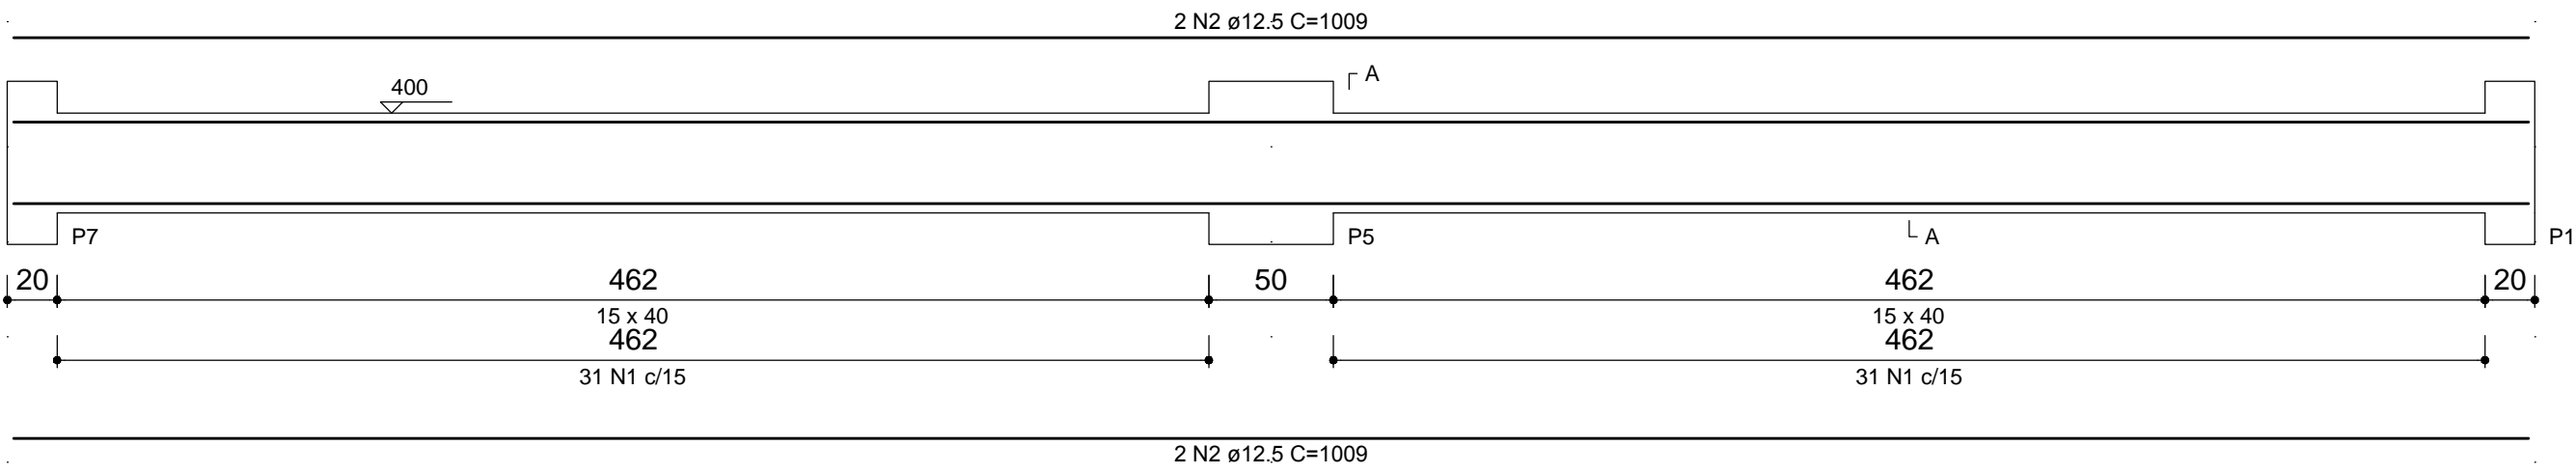 2 N2 ø12.5 C=1009
400
A
P7
P5
A
P1
20 462 50 462 20
15 x 40 15 x 40
462 462
31 N1 c/15 31 N1 c/15
2 N2 ø12.5 C=1009